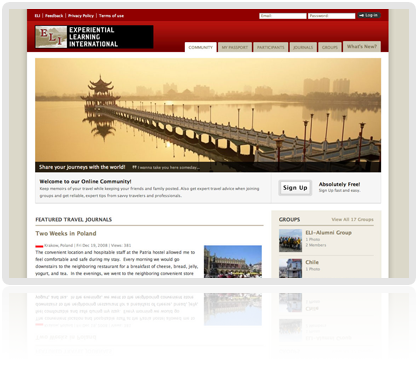 ELI | Feedback | Privacy Policy | Terms of use
Email
Password
Log-in
ELI
EXPERIENTIAL
LEARNING
INTERNATIONAL
COMMUNITY
MY PASSPORT
PARTICIPANTS
JOURNALS
GROUPS
What's New?
Share your journeys with the world!
I wanna take you here someday...
Welcome to our Online Community!
Keep memoirs of your travel while keeping your friends and family posted. Also get expert travel advice when joining
groups and get reliable, expert tips from savvy travelers and professionals.
Sign Up
Absolutely Free!
Sign Up fast and easy.
FEATURED TRAVEL JOURNALS
Two Weeks in Poland
Krakow, Poland | Fri Dec 19, 2008 | Views: 381
The convenient location and hospitable staff at the Patria hotel allowed me to
feel comfortable and safe during my stay. Every morning we would go
downstairs to the neighboring restaurant for a breakfast of cheese, bread, jelly,
yogurt, and tea. In the evenings, we went to the neighboring convenient store
GROUPS
View All 17 Groups
ELI-Alumni Group
1 Photo
2 Members
Chile
1 Photo